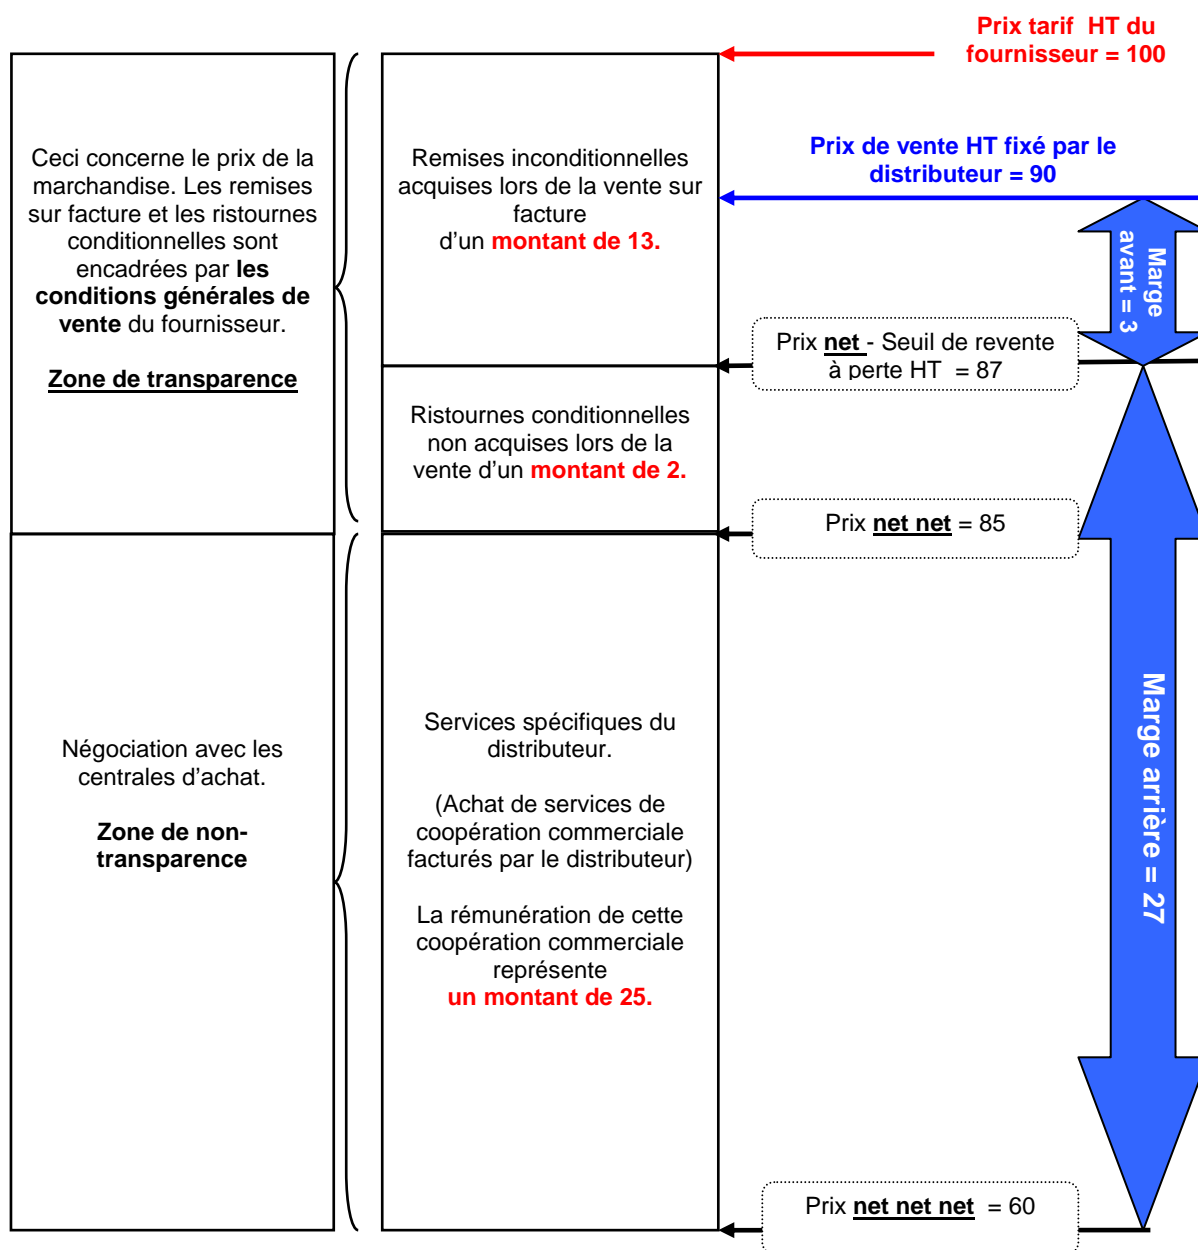 Prix tarif HT du
fournisseur = 100
Ceci concerne le prix de la
marchandise. Les remises
sur facture et les ristournes
conditionnelles sont
encadrées par les
conditions générales de
vente du fournisseur.
Zone de transparence
Remises inconditionnelles
acquises lors de la vente sur
facture
d’un montant de 13.
Prix de vente HT fixé par le
distributeur = 90
Marge
avant = 3
Prix net - Seuil de revente
à perte HT = 87
Ristournes conditionnelles
non acquises lors de la
vente d’un montant de 2.
Prix net net = 85
Négociation avec les
centrales d’achat.
Zone de non-
transparence
Services spécifiques du
distributeur.
(Achat de services de
coopération commerciale
facturés par le distributeur)
La rémunération de cette
coopération commerciale
représente
un montant de 25.
Marge arrière = 27
Prix net net net = 60